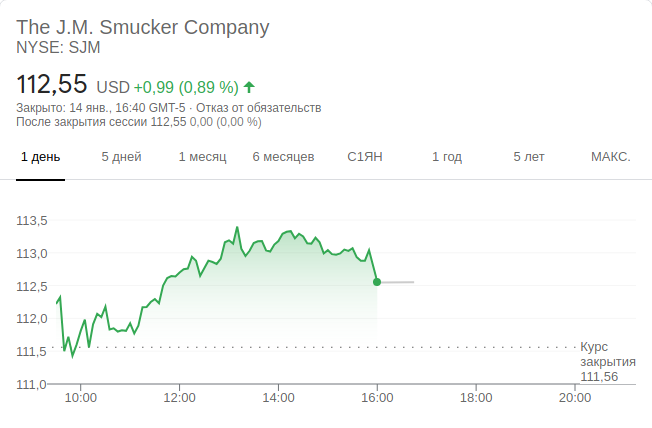 The J.M. Smucker Company
NYSE: SJM
112,55 USD +0,99 (0,89 %)
Закрыто: 14 янв., 16:40 GMT-5 · Отказ от обязательств
После закрытия сессии 112,55 0,00 (0,00 %)
1 день 5 дней 1 месяц 6 месяцев С1ЯН 1 год 5 лет МАКС.
113,5
113,0
112,5
112,0
111,5
111,0
Курс
закрытия
111,56
10:00 12:00 14:00 16:00 18:00 20:00